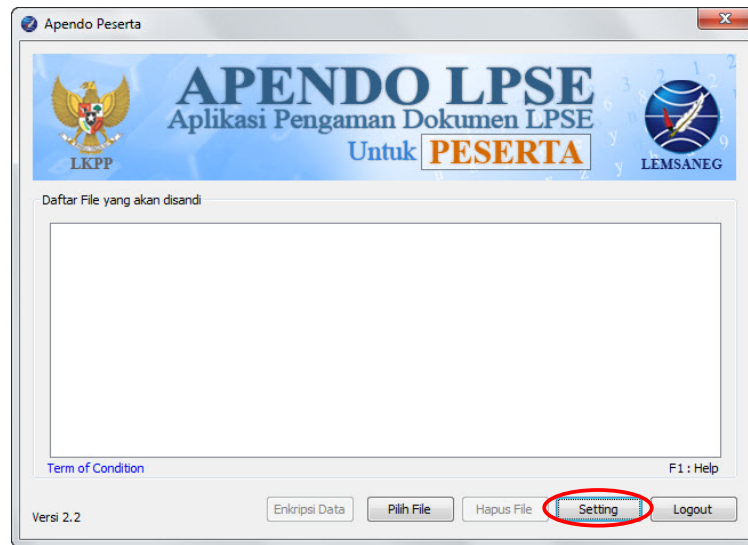 Apendo Peserta
APENDO LPSE
Aplikasi Pengaman Dokumen LPSE
Untuk PESERTA
LKPP
LEMSANEG
Daftar File yang akan disandi
Term of Condition
F1 : Help
Versi 2.2
Enkripsi Data
Pilih File
Hapus File
Setting
Logout